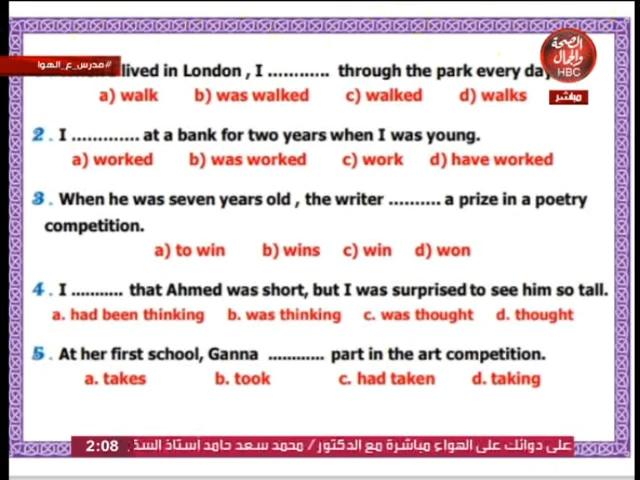 #مدرس_ع_الهوا
الصحة والجمال
HBC
مباشر
lived in London , I ............ through the park every day
a) walk b) was walked c) walked d) walks
2 . I ............. at a bank for two years when I was young.
a) worked b) was worked c) work d) have worked
3 . When he was seven years old , the writer .......... a prize in a poetry
competition.
a) to win b) wins c) win d) won
4 . I ........... that Ahmed was short, but I was surprised to see him so tall.
a. had been thinking b. was thinking c. was thought d. thought
5 . At her first school, Ganna ............ part in the art competition.
a. takes b. took c. had taken d. taking
2:08
على دواتك على الهواء مباشرة مع الدكتور / محمد سعد حامد استاذ